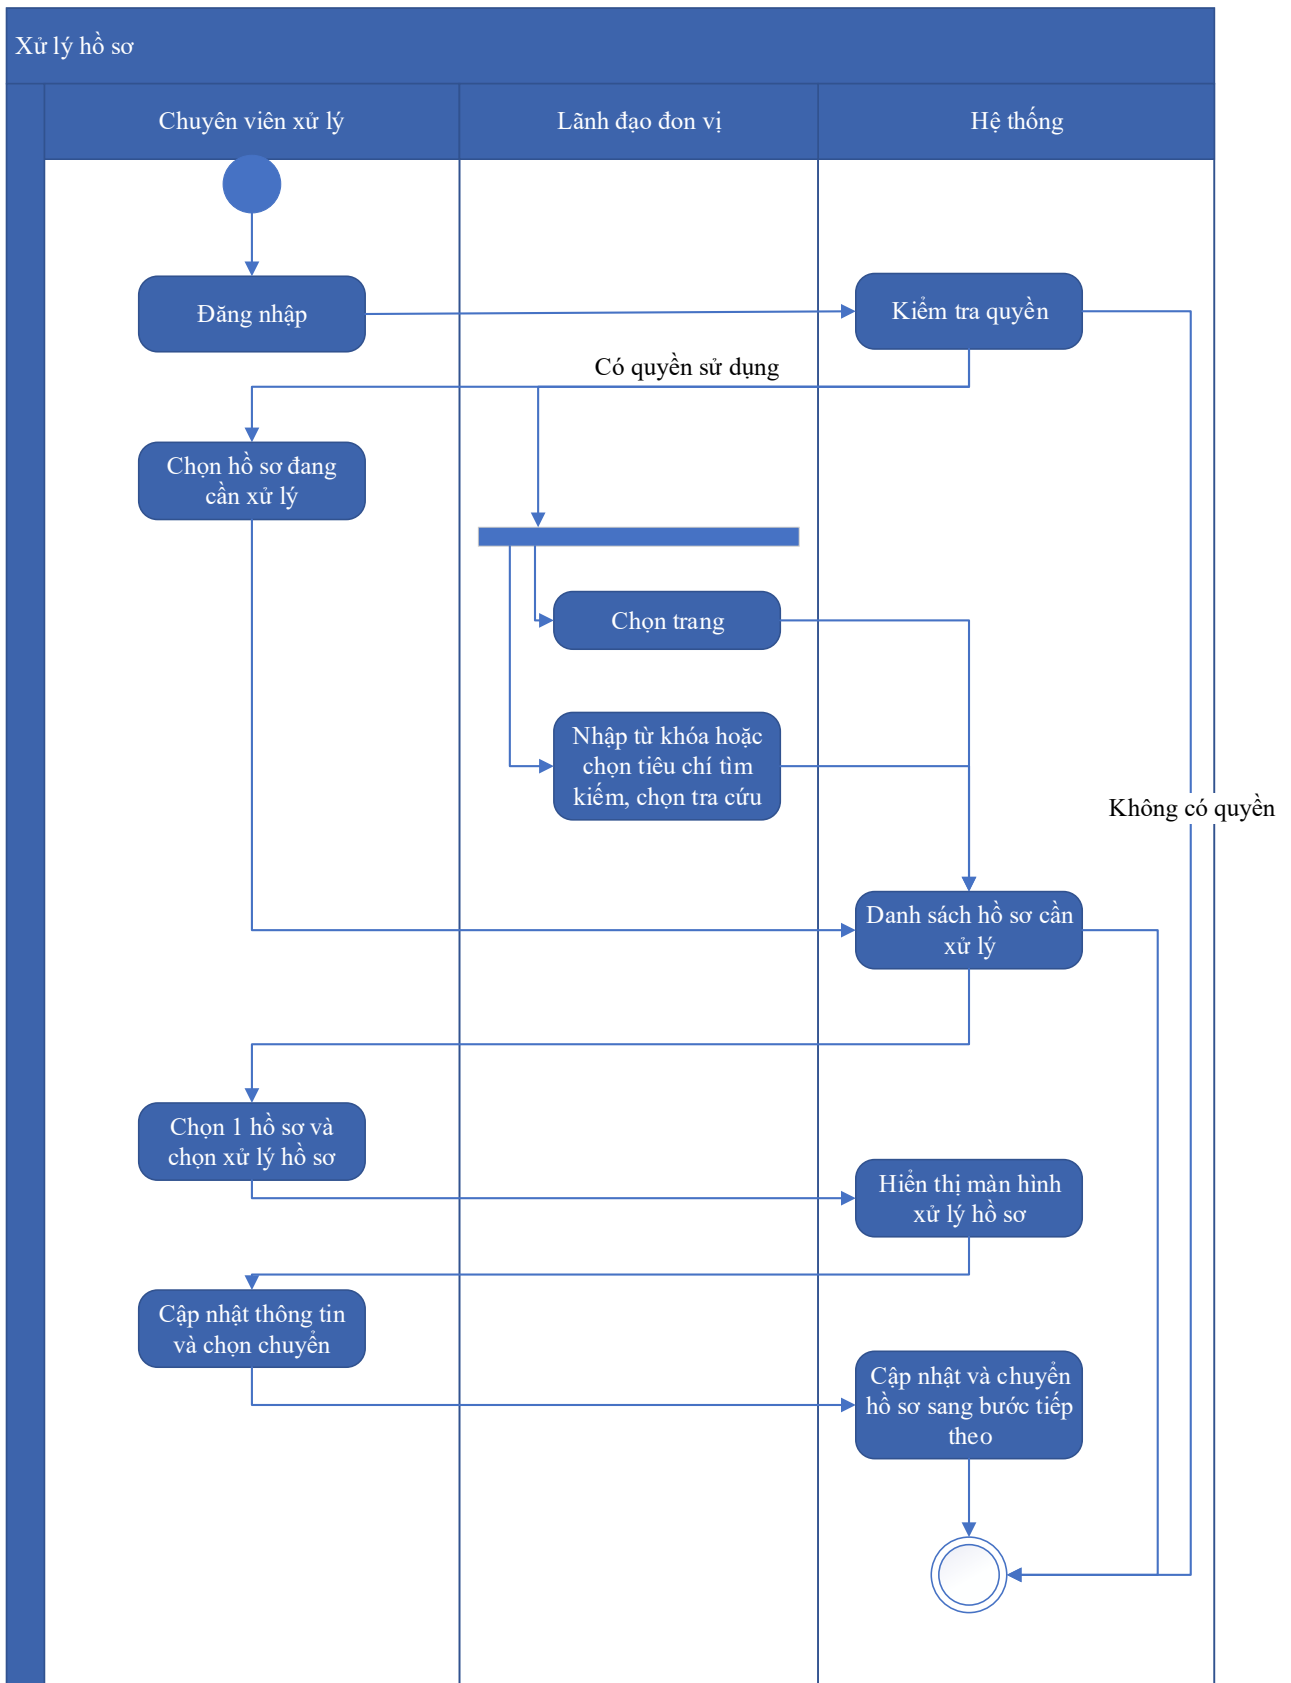 Xử lý hồ sơ
Chuyên viên xử lý
Lãnh đạo đon vị
Hệ thống
Đăng nhập
Kiểm tra quyền
Có quyền sử dụng
Chọn hồ sơ đang
cần xử lý
Chọn trang
Nhập từ khóa hoặc
chọn tiêu chí tìm
kiếm, chọn tra cứu
Không có quyền
Danh sách hồ sơ cần
xử lý
Chọn 1 hồ sơ và
chọn xử lý hồ sơ
Hiển thị màn hình
xử lý hồ sơ
Cập nhật thông tin
và chọn chuyển
Cập nhật và chuyển
hồ sơ sang bước tiếp
theo